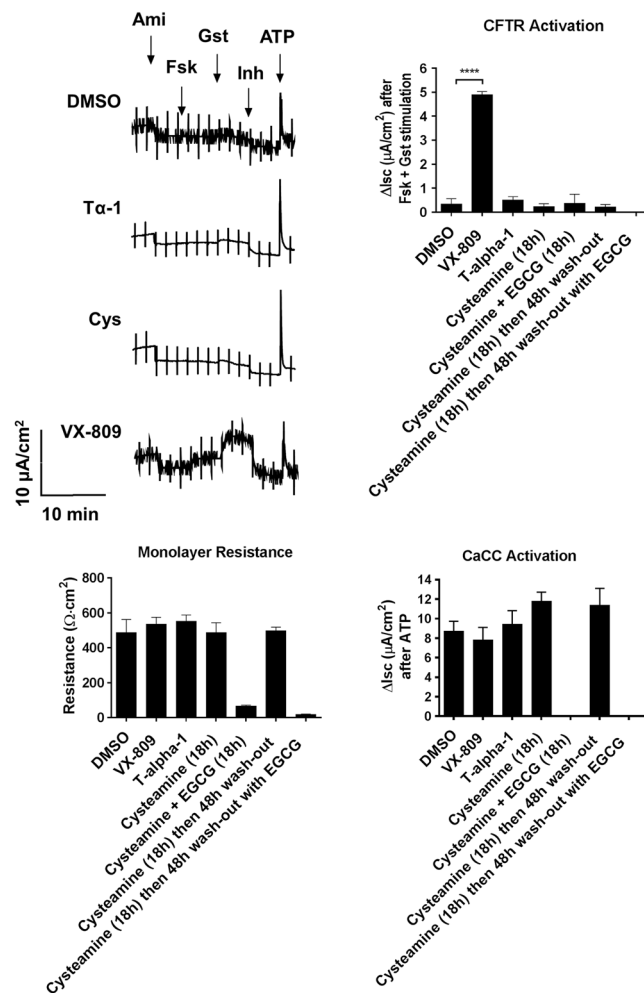 Ami
Fsk
Gst
Inh
ATP
DMSO
Tα-1
Cys
VX-809
10 µA/cm²
10 min
CFTR Activation
ΔIsc (µA/cm²) after
Fsk + Gst stimulation
6
5
4
3
2
1
0
****
DMSO
VX-809
T-alpha-1
Cysteamine (18h)
Cysteamine + EGCG (18h)
Cysteamine (18h) then 48h wash-out
Cysteamine (18h) then 48h wash-out with EGCG
Monolayer Resistance
Resistance (Ω·cm²)
800
600
400
200
0
DMSO
VX-809
T-alpha-1
Cysteamine (18h)
Cysteamine + EGCG (18h)
Cysteamine (18h) then 48h wash-out
Cysteamine (18h) then 48h wash-out with EGCG
CaCC Activation
ΔIsc (µA/cm²)
after ATP
14
12
10
8
6
4
2
0
DMSO
VX-809
T-alpha-1
Cysteamine (18h)
Cysteamine + EGCG (18h)
Cysteamine (18h) then 48h wash-out
Cysteamine (18h) then 48h wash-out with EGCG